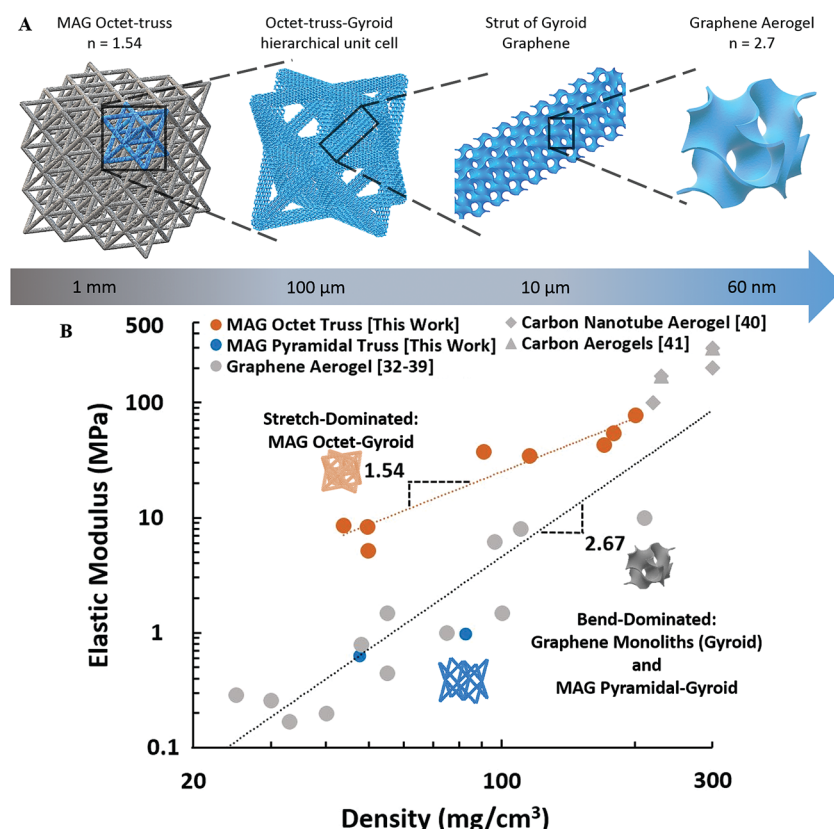 A
MAG Octet-truss
n = 1.54
Octet-truss-Gyroid
hierarchical unit cell
Strut of Gyroid
Graphene
Graphene Aerogel
n = 2.7
1 mm
100 μm
10 μm
60 nm
B
MAG Octet Truss [This Work]
MAG Pyramidal Truss [This Work]
Graphene Aerogel [32-39]
Carbon Nanotube Aerogel [40]
Carbon Aerogels [41]
Stretch-Dominated:
MAG Octet-Gyroid
1.54
2.67
Bend-Dominated:
Graphene Monoliths (Gyroid)
and
MAG Pyramidal-Gyroid
Elastic Modulus (MPa)
500
100
10
1
0.1
20
100
300
Density (mg/cm³)